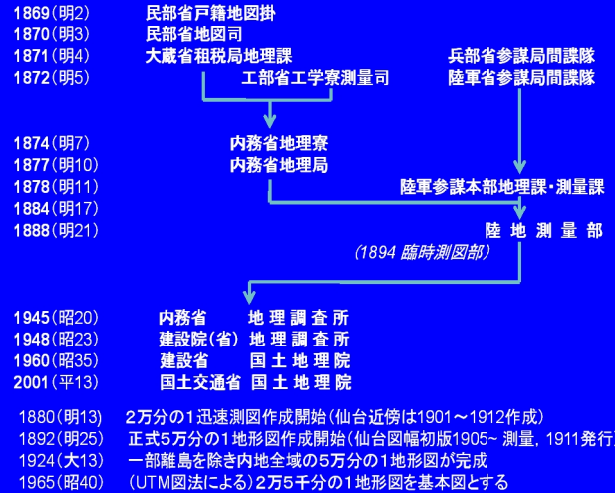 1869(明2) 民部省戸籍地図掛
1870(明3) 民部省地図司
1871(明4) 大蔵省租税局地理課 兵部省参謀局間諜隊
1872(明5) 工部省工学寮測量司 陸軍省参謀局間諜隊
1874(明7) 内務省地理寮
1877(明10) 内務省地理局
1878(明11) 陸軍参謀本部地理課・測量課
1884(明17)
1888(明21) 陸 地 測 量 部
(1894 臨時測図部)
1945(昭20) 内務省 地 理 調 査 所
1948(昭23) 建設院(省) 地 理 調 査 所
1960(昭35) 建設省 国 土 地 理 院
2001(平13) 国土交通省 国 土 地 理 院
1880(明13) 2万分の1迅速測図作成開始(仙台近傍は1901～1912作成)
1892(明25) 正式5万分の1地形図作成開始(仙台図幅初版1905~ 測量, 1911発行)
1924(大13) 一部離島を除き内地全域の5万分の1地形図が完成
1965(昭40) (UTM図法による)2万5千分の1地形図を基本図とする